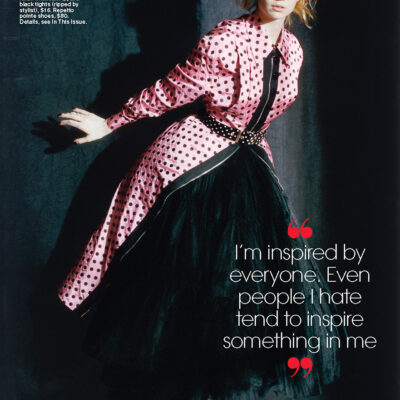 black tights (ripped by
stylist), $16. Repetto
pointe shoes, $80.
Details, see In This Issue.
“
I’m inspired by
everyone. Even
people I hate
tend to inspire
something in me
”